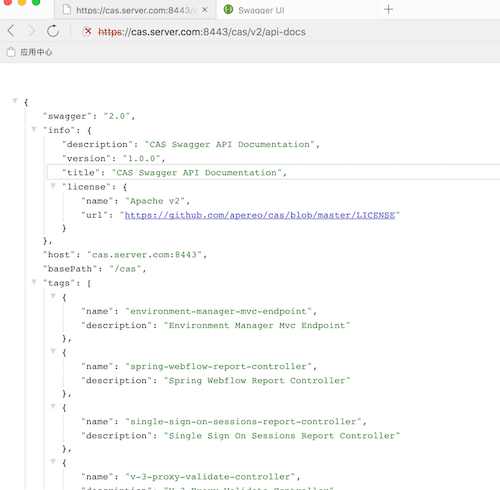 https://cas.server.com:8443/c
Swagger UI
https://cas.server.com:8443/cas/v2/api-docs
应用中心
{
"swagger": "2.0",
"info": {
"description": "CAS Swagger API Documentation",
"version": "1.0.0",
"title": "CAS Swagger API Documentation",
"license": {
"name": "Apache v2",
"url": "https://github.com/apereo/cas/blob/master/LICENSE"
}
},
"host": "cas.server.com:8443",
"basePath": "/cas",
"tags": [
{
"name": "environment-manager-mvc-endpoint",
"description": "Environment Manager Mvc Endpoint"
},
{
"name": "spring-webflow-report-controller",
"description": "Spring Webflow Report Controller"
},
{
"name": "single-sign-on-sessions-report-controller",
"description": "Single Sign On Sessions Report Controller"
},
{
"name": "v-3-proxy-validate-controller",
"description": "V 3 Proxy Validate Controller"